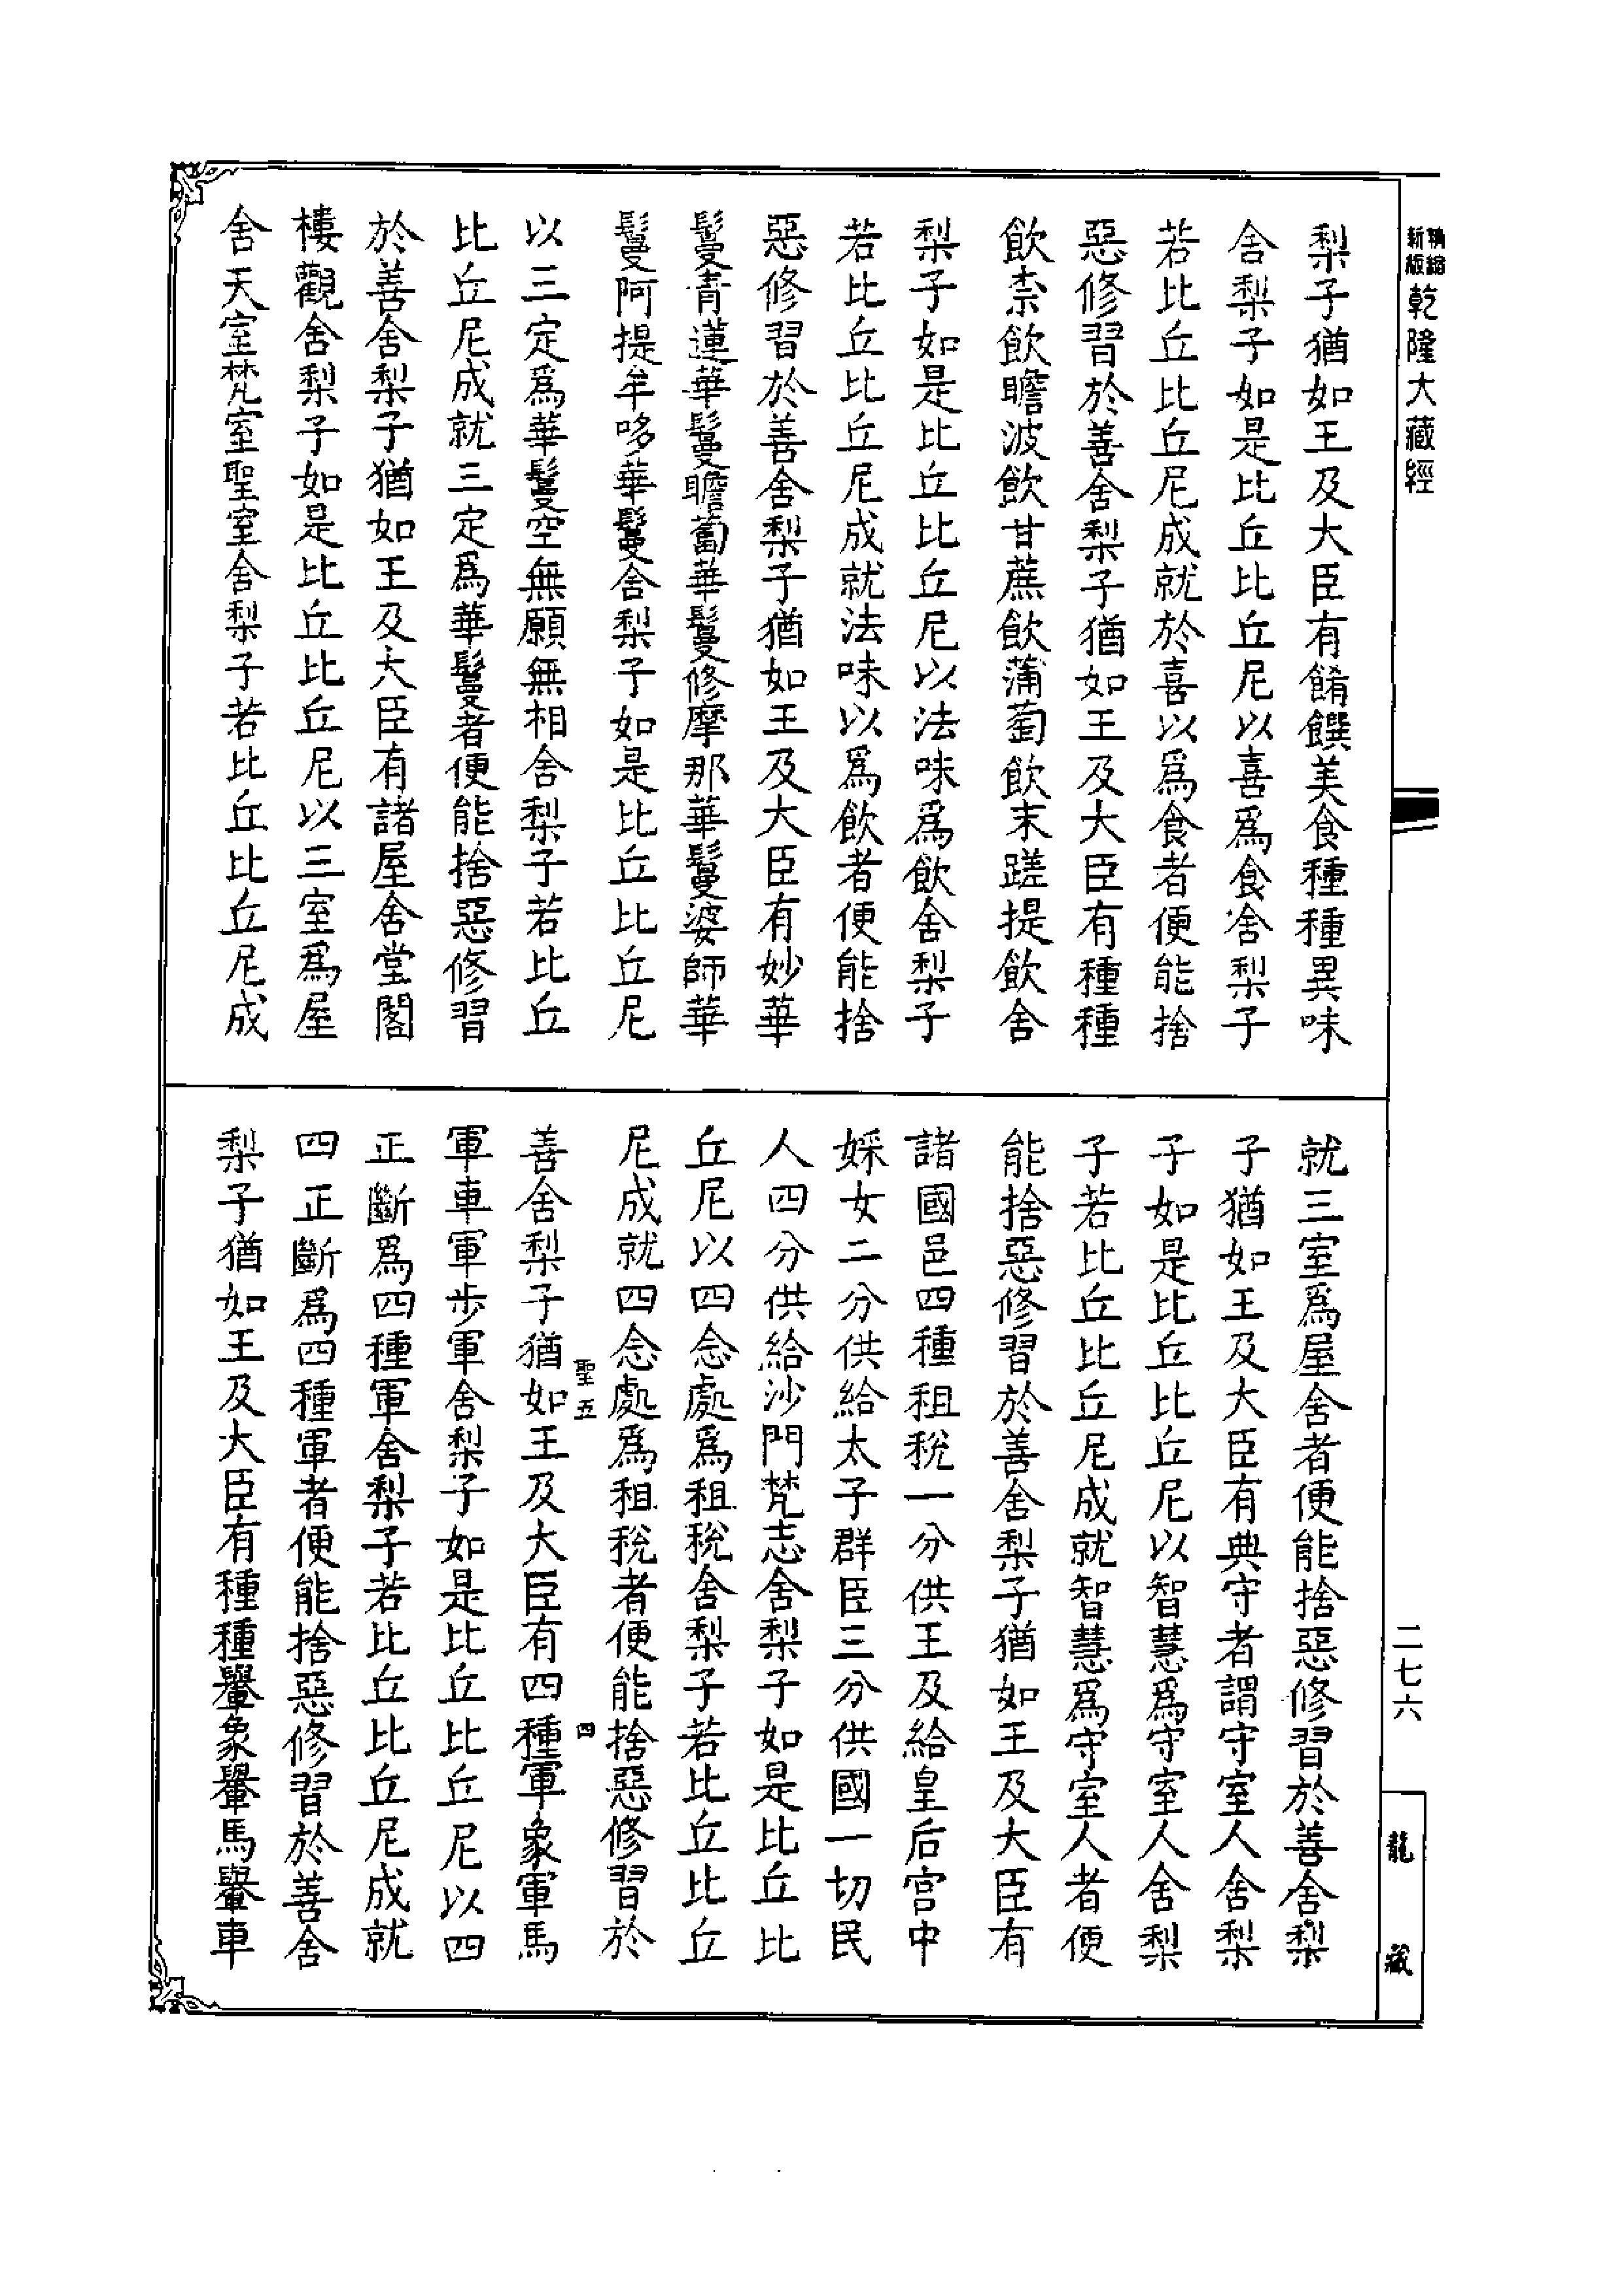 精縮
新版
乾隆大藏經
梨子猶如王及大臣有餚饌美食種種異味
舍梨子如是比丘比丘尼以喜爲食舍梨子
若比丘比丘尼成就於喜以爲食者便能捨
惡修習於善舍梨子猶如王及大臣有種種
飲柰飲瞻波飲甘蔗飲蒲萄飲末蹉提飲舍
梨子如是比丘比丘尼以法味爲飲舍梨子
若比丘比丘尼成就法味以爲飲者便能捨
惡修習於善舍梨子猶如王及大臣有妙華
鬘青蓮華鬘瞻蔔華鬘修摩那華鬘婆師華
鬘阿提牟哆華鬘舍梨子如是比丘比丘尼
以三定爲華鬘空無願無相舍梨子若比丘
比丘尼成就三定爲華鬘者便能捨惡修習
於善舍梨子猶如王及大臣有諸屋舍堂閣
樓觀舍梨子如是比丘比丘尼以三室爲屋
舍天室梵室聖室舍梨子若比丘比丘尼成
就三室爲屋舍者便能捨惡修習於善舍梨
子猶如王及大臣有典守者謂守室人舍梨
子如是比丘比丘尼以智慧爲守室人舍梨
子若比丘比丘尼成就智慧爲守室人者便
能捨惡修習於善舍梨子猶如王及大臣有
諸國邑四種租稅一分供王及給皇后宫中
婇女二分供給太子群臣三分供國一切民
人四分供給沙門梵志舍梨子如是比丘比
丘尼以四念處爲租稅舍梨子若比丘比丘
尼成就四念處爲租稅者便能捨惡修習於
聖五
四
善舍梨子猶如王及大臣有四種軍象軍馬
軍車軍步軍舍梨子如是比丘比丘尼以四
正斷爲四種軍舍梨子若比丘比丘尼成就
四正斷爲四種軍者便能捨惡修習於善舍
梨子猶如王及大臣有種種轝象轝馬轝車
二七六
龍藏